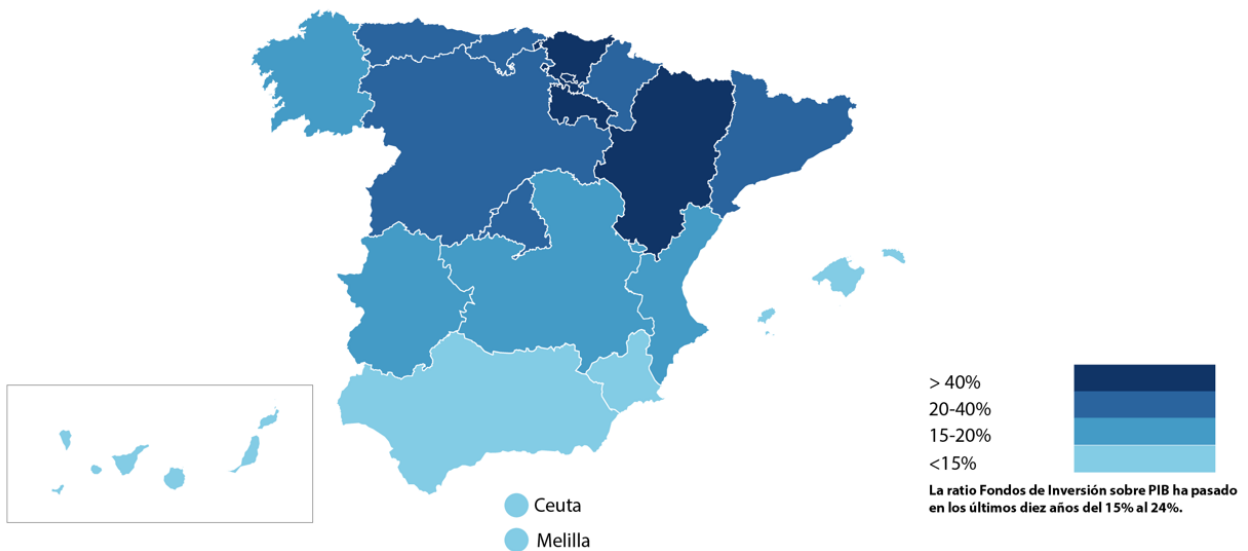 > 40%
20-40%
15-20%
<15%
La ratio Fondos de Inversión sobre PIB ha pasado
en los últimos diez años del 15% al 24%.
Ceuta
Melilla